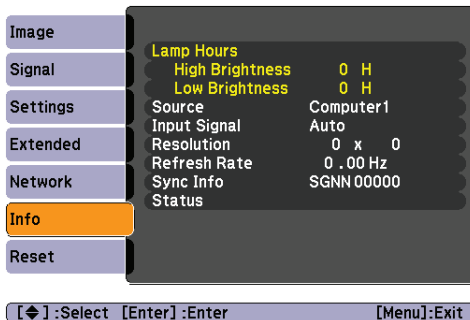 Image
Signal
Settings
Extended
Network
Info
Reset
Lamp Hours
High Brightness 0 H
Low Brightness 0 H
Source Computer1
Input Signal Auto
Resolution 0 x 0
Refresh Rate 0.00 Hz
Sync Info SGNN 00000
Status
[◆] :Select [Enter] :Enter [Menu]:Exit